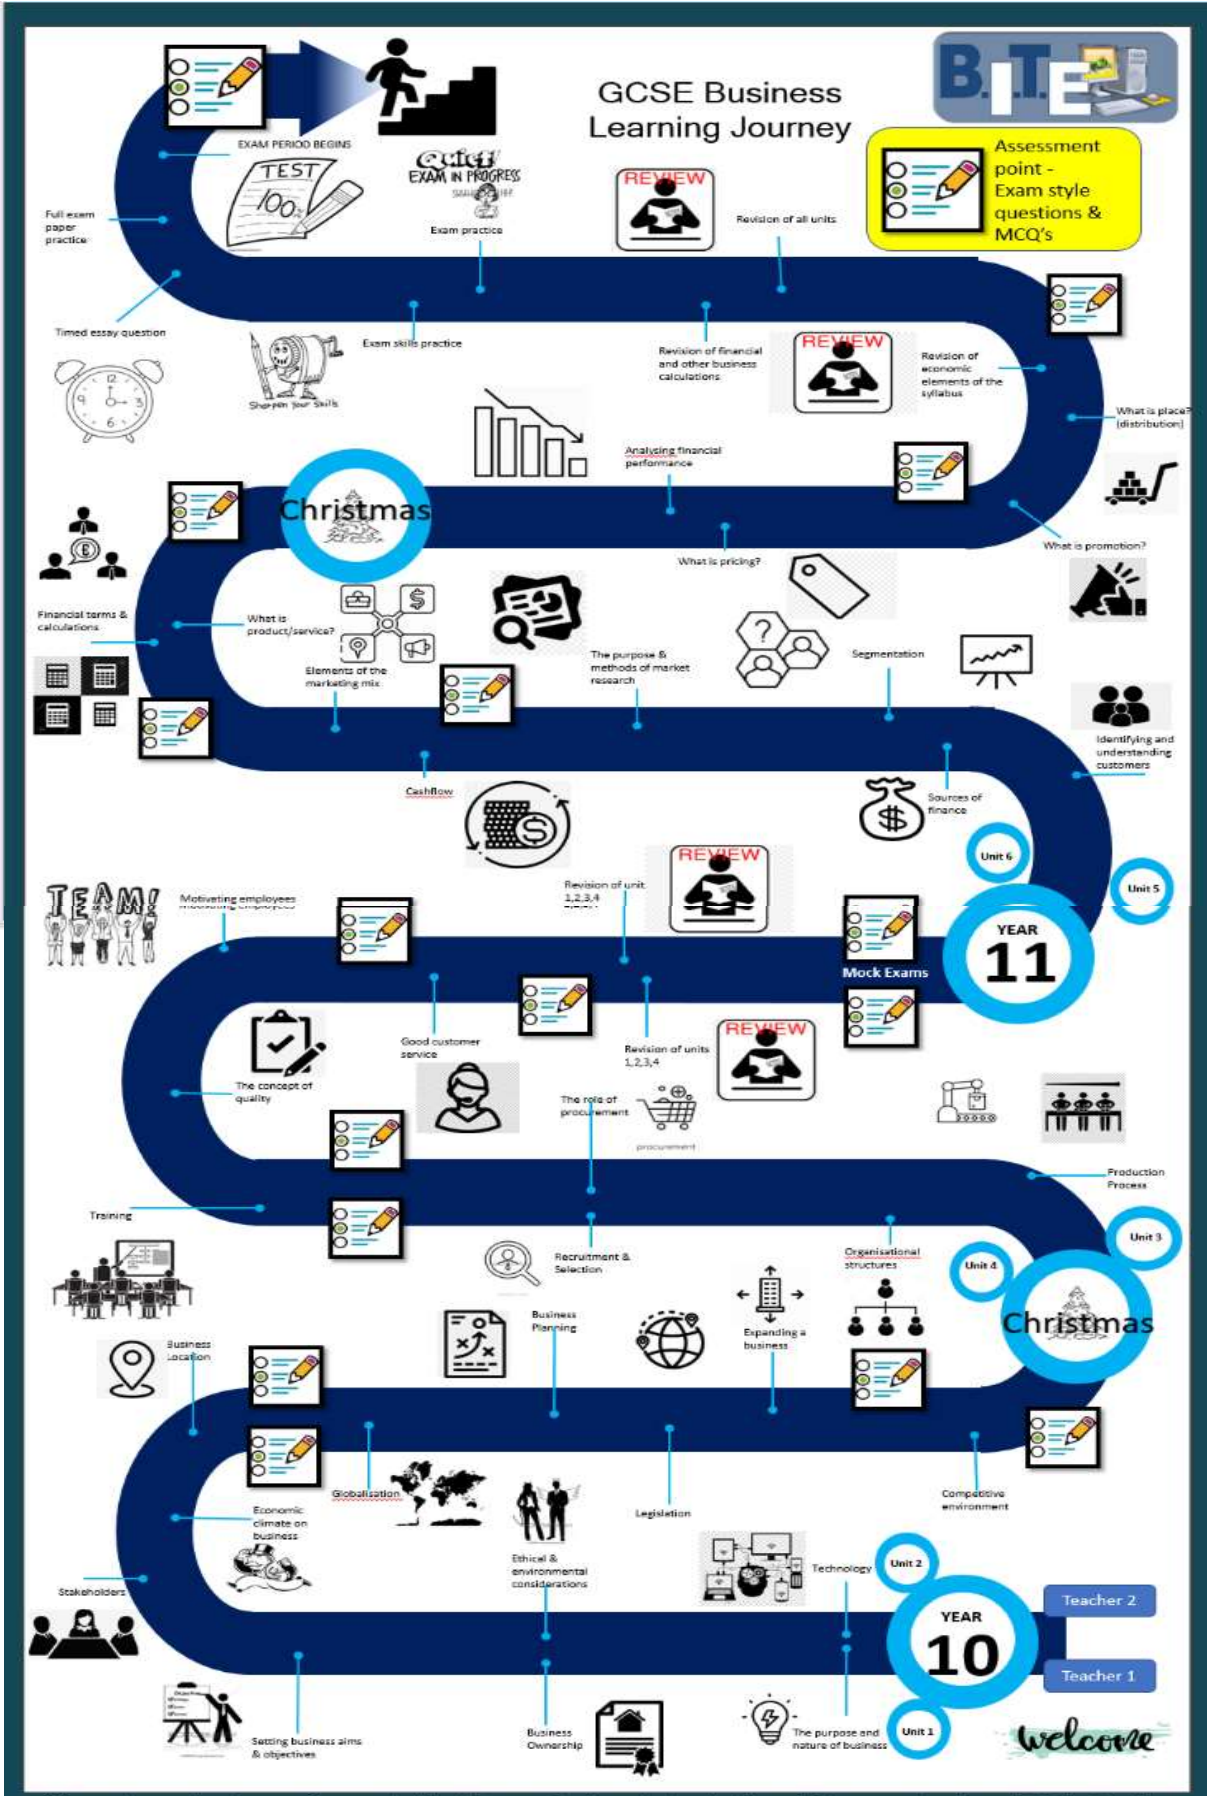 GCSE Business
Learning Journey
B.I.T.E
Assessment
point -
Exam style
questions &
MCQ's
EXAM PERIOD BEGINS
TEST
100%
Quiet!
EXAM IN PROGRESS
Exam practice
REVIEW
Revision of all units
Full exam
paper
practice
Timed essay question
12
9
3
6
Sharpen Your Skills
Exam skills practice
Revision of financial
and other business
calculations
REVIEW
Revision of
economic
elements of the
syllabus
What is place?
(distribution)
Analysing financial
performance
Christmas
What is pricing?
What is promotion?
Financial terms &
calculations
What is
product/service?
Elements of the
marketing mix
The purpose &
methods of market
research
Segmentation
Identifying and
understanding
customers
Cashflow
Sources of
finance
Unit 6
Unit 5
TEAM!
Motivating employees
Revision of unit
1,2,3,4
REVIEW
YEAR
11
Mock Exams
Good customer
service
Revision of units
1,2,3,4
REVIEW
The concept of
quality
The role of
procurement
procurement
Production
Process
Training
Recruitment &
Selection
Organisational
structures
Unit 4
Unit 3
Christmas
Business
Planning
Expanding a
business
Business
Location
Globalisation
Legislation
Competitive
environment
Economic
climate on
business
Ethical &
environmental
considerations
Technology
Unit 2
Stakeholders
YEAR
10
Teacher 2
Teacher 1
Setting business aims
& objectives
Business
Ownership
The purpose and
nature of business
Unit 1
welcome